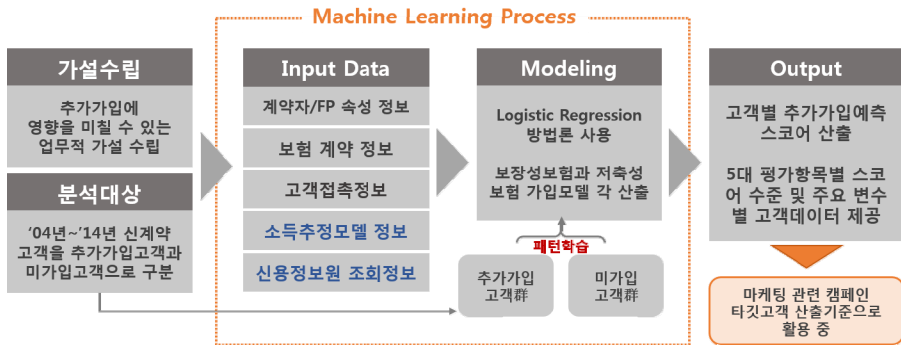 Machine Learning Process
가설수립
추가가입에
영향을 미칠 수 있는
업무적 가설 수립
분석대상
‘04년~’14년 신계약
고객을 추가가입고객과
미가입고객으로 구분
Input Data
계약자/FP 속성 정보
보험 계약 정보
고객접촉정보
소득추정모델 정보
신용정보원 조회정보
Modeling
Logistic Regression
방법론 사용
보장성보험과 저축성
보험 가입모델 각 산출
패턴학습
추가가입
고객群
미가입
고객群
Output
고객별 추가가입예측
스코어 산출
5대 평가항목별 스코
어 수준 및 주요 변수
별 고객데이터 제공
마케팅 관련 캠페인
타깃고객 산출기준으로
활용 중